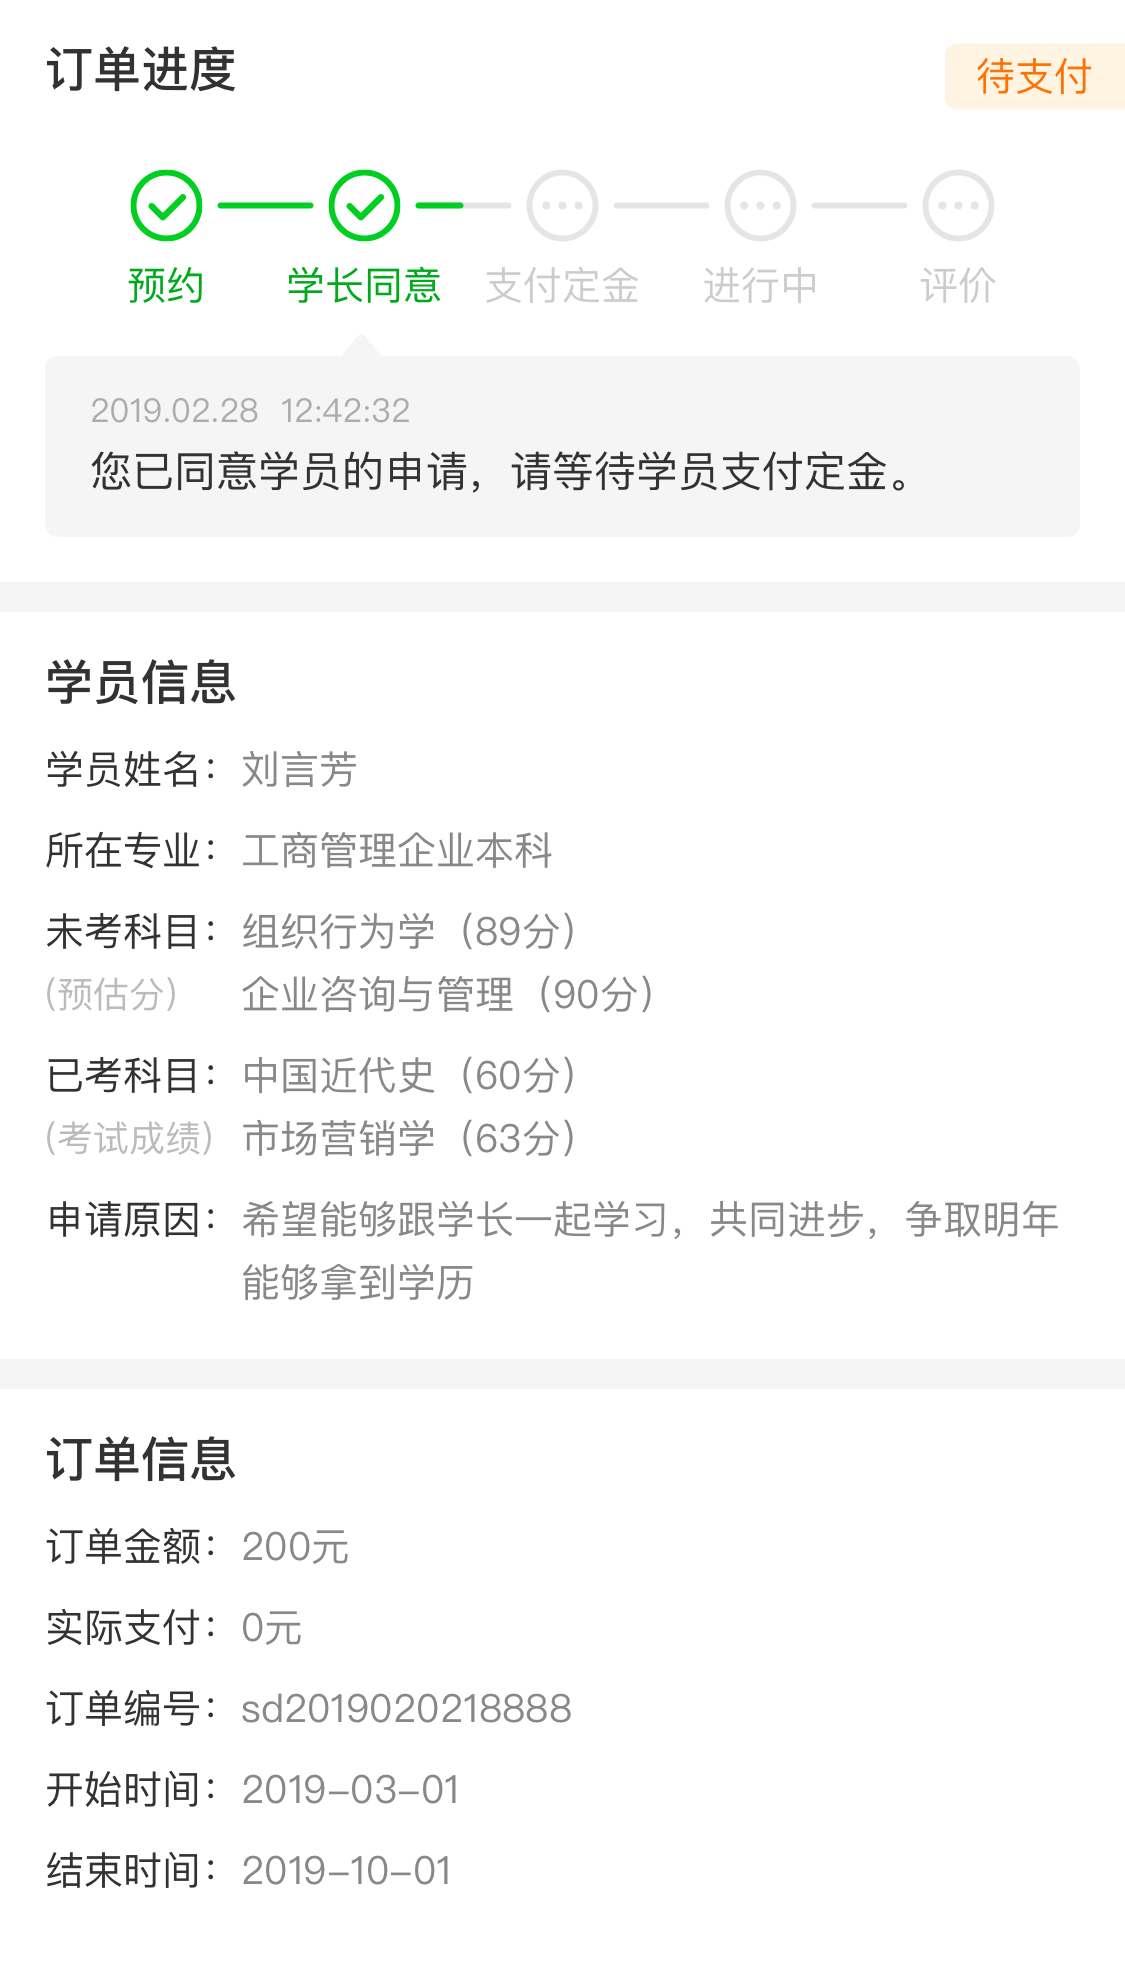 订单进度
待支付
预约 学长同意 支付定金 进行中 评价
2019.02.28 12:42:32
您已同意学员的申请，请等待学员支付定金。
学员信息
学员姓名：刘言芳
所在专业：工商管理企业本科
未考科目：组织行为学（89分）
(预估分) 企业咨询与管理（90分）
已考科目：中国近代史（60分）
(考试成绩) 市场营销学（63分）
申请原因：希望能够跟学长一起学习，共同进步，争取明年
能够拿到学历
订单信息
订单金额：200元
实际支付：0元
订单编号：sd2019020218888
开始时间：2019-03-01
结束时间：2019-10-01